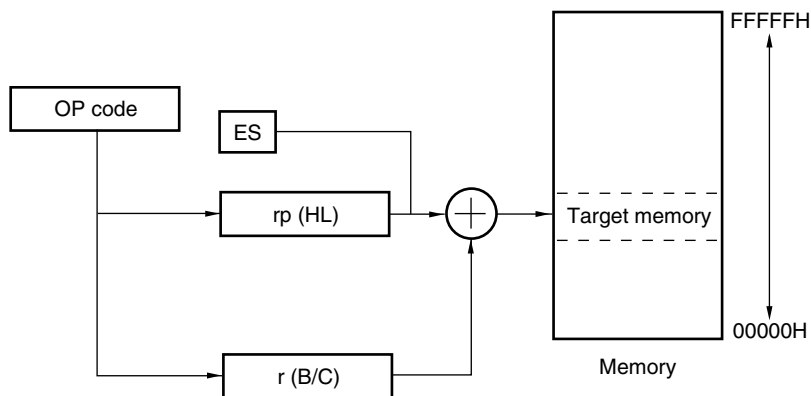 FFFFFH
OP code
ES
rp (HL)
Target memory
00000H
r (B/C)
Memory